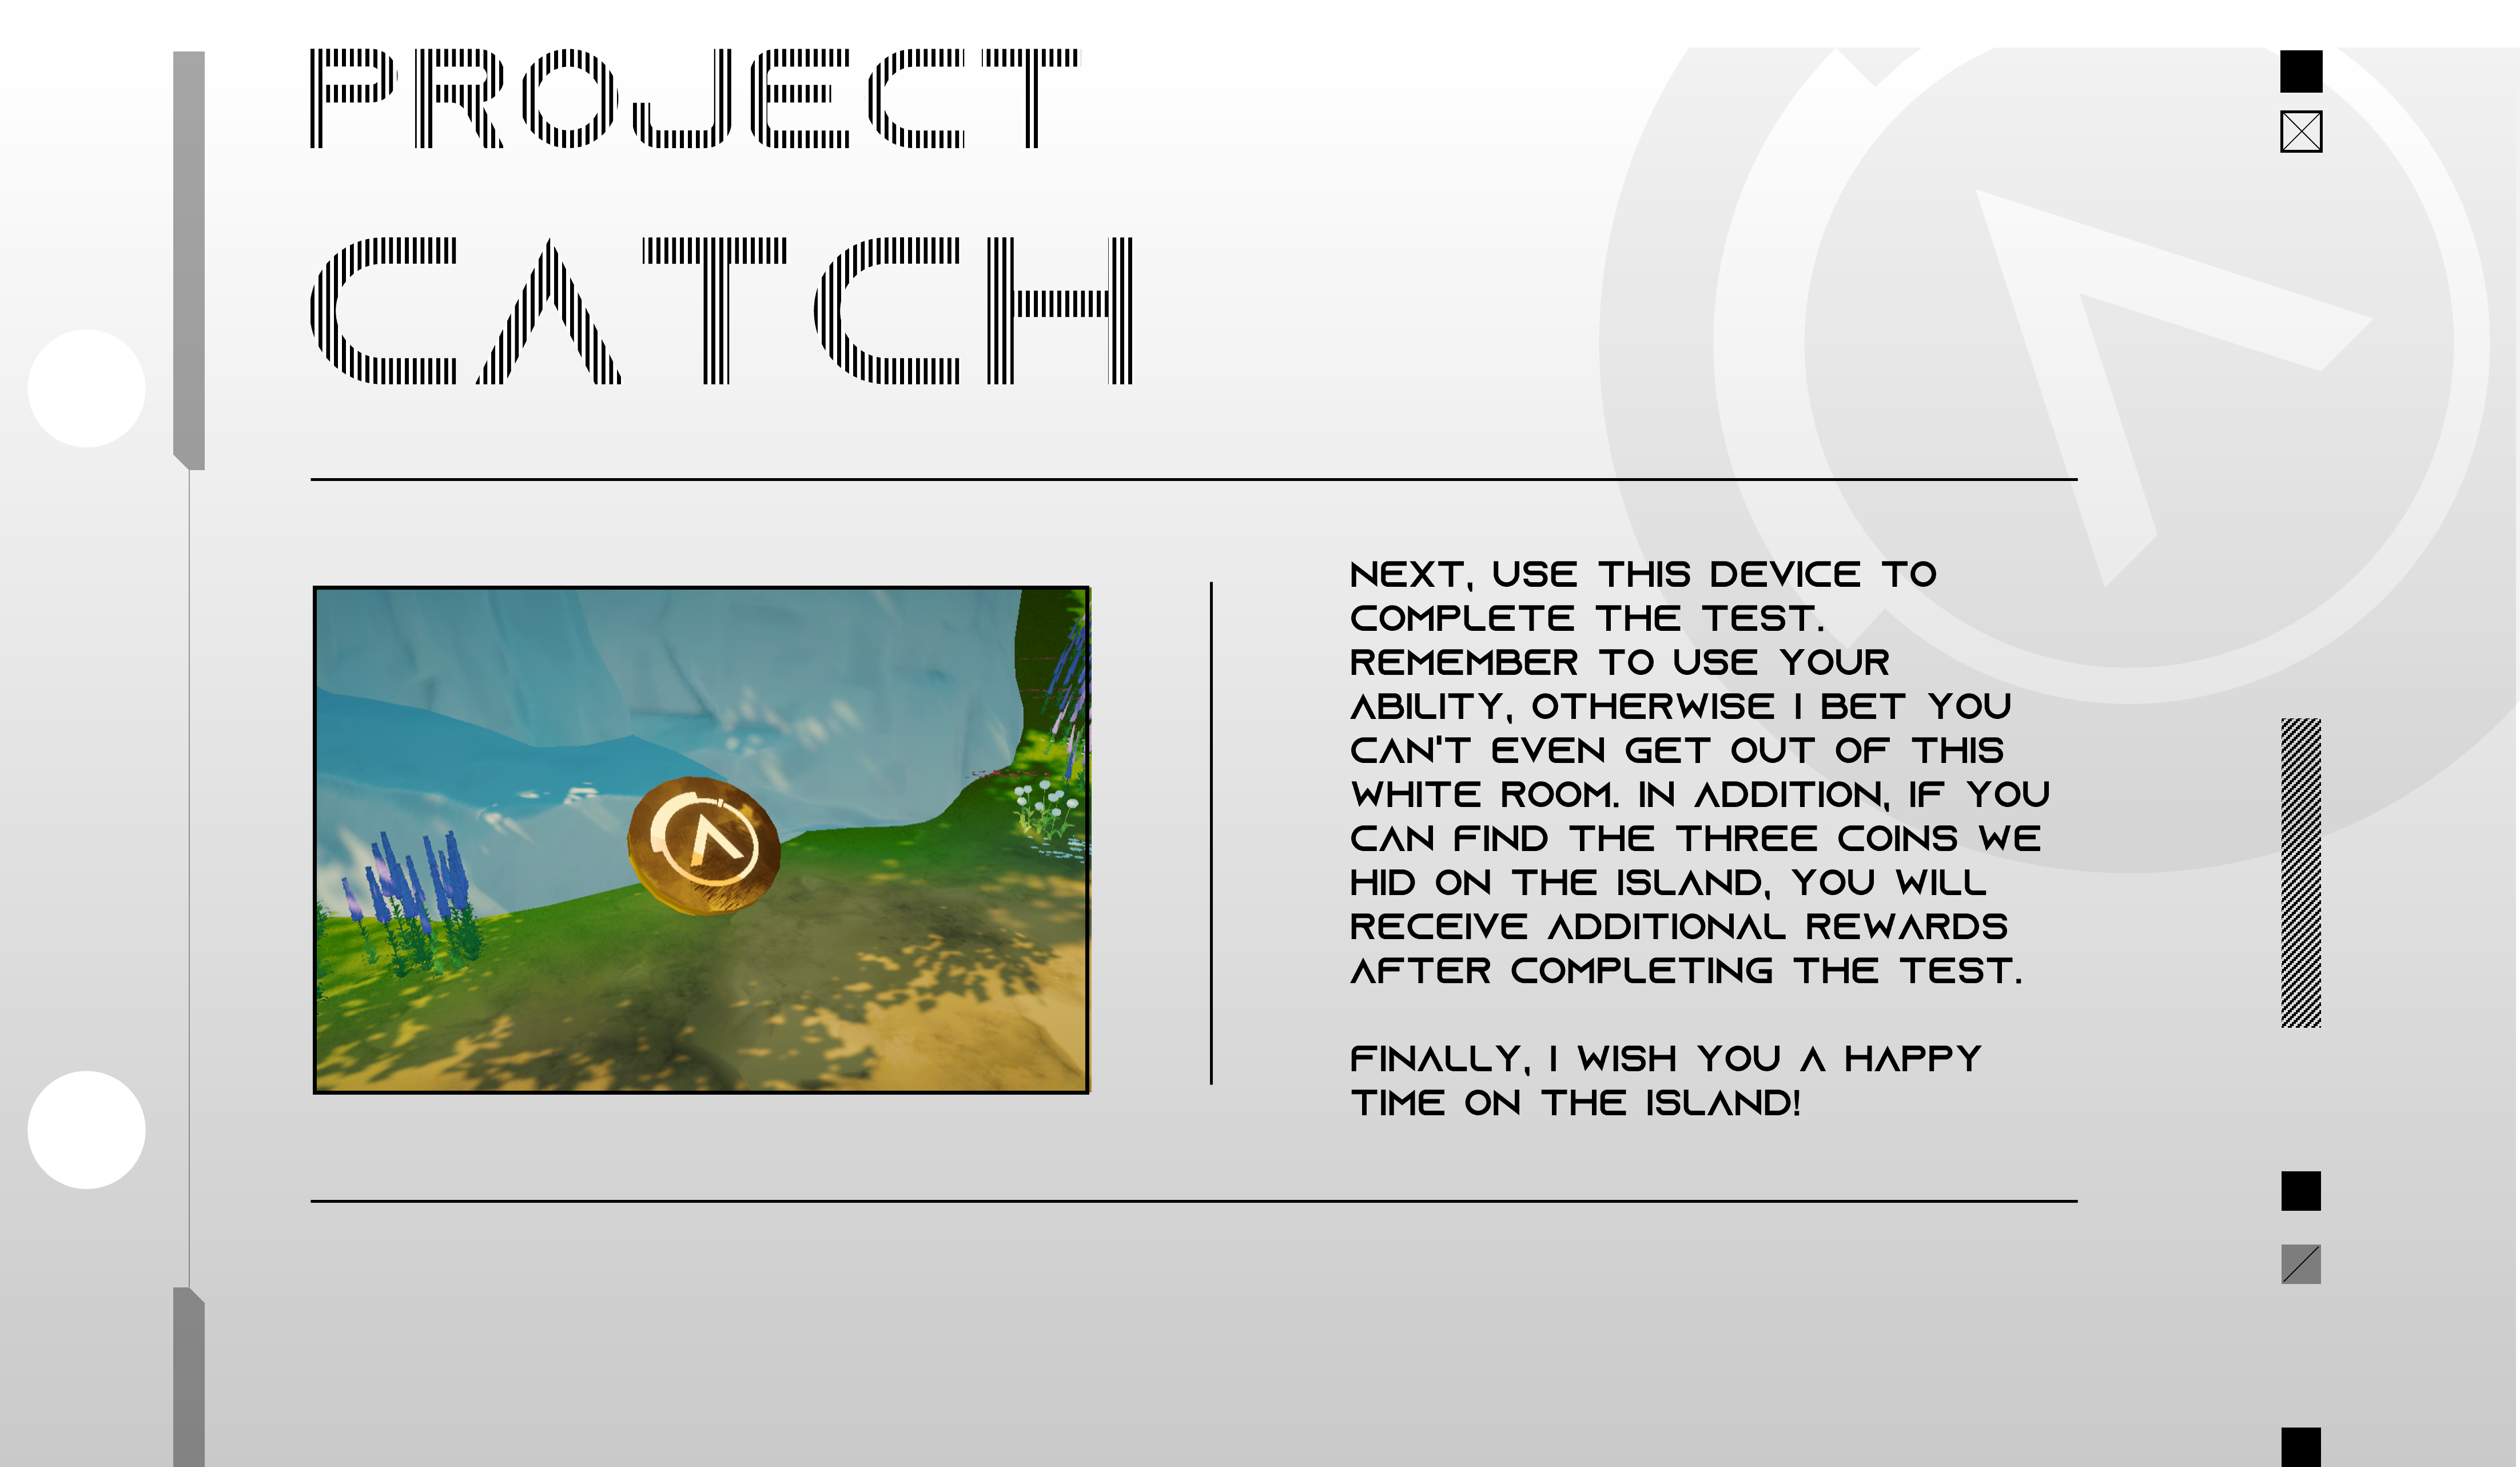 PROJECT
CATCH
NEXT, USE THIS DEVICE TO
COMPLETE THE TEST.
REMEMBER TO USE YOUR
ABILITY, OTHERWISE I BET YOU
CAN'T EVEN GET OUT OF THIS
WHITE ROOM. IN ADDITION, IF YOU
CAN FIND THE THREE COINS WE
HID ON THE ISLAND, YOU WILL
RECEIVE ADDITIONAL REWARDS
AFTER COMPLETING THE TEST.
FINALLY, I WISH YOU A HAPPY
TIME ON THE ISLAND!